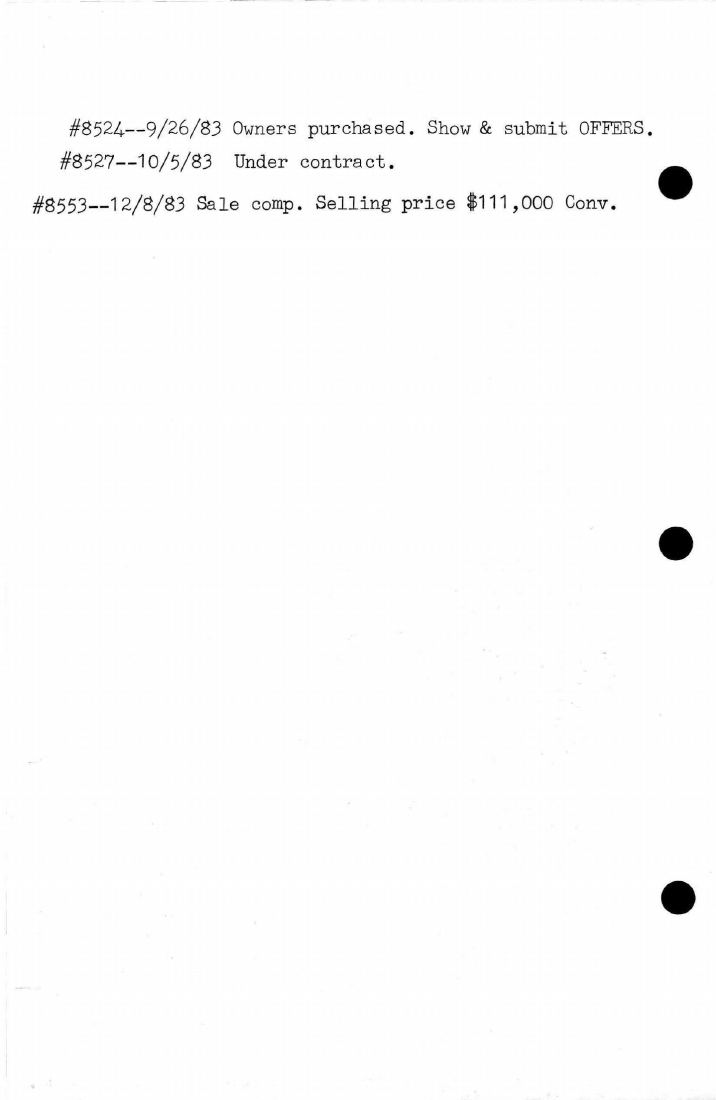 #8524--9/26/83 Owners purchased. Show & submit OFFERS.
#8527--10/5/83 Under contract.
#8553--12/8/83 Sale comp. Selling price $111,000 Conv.